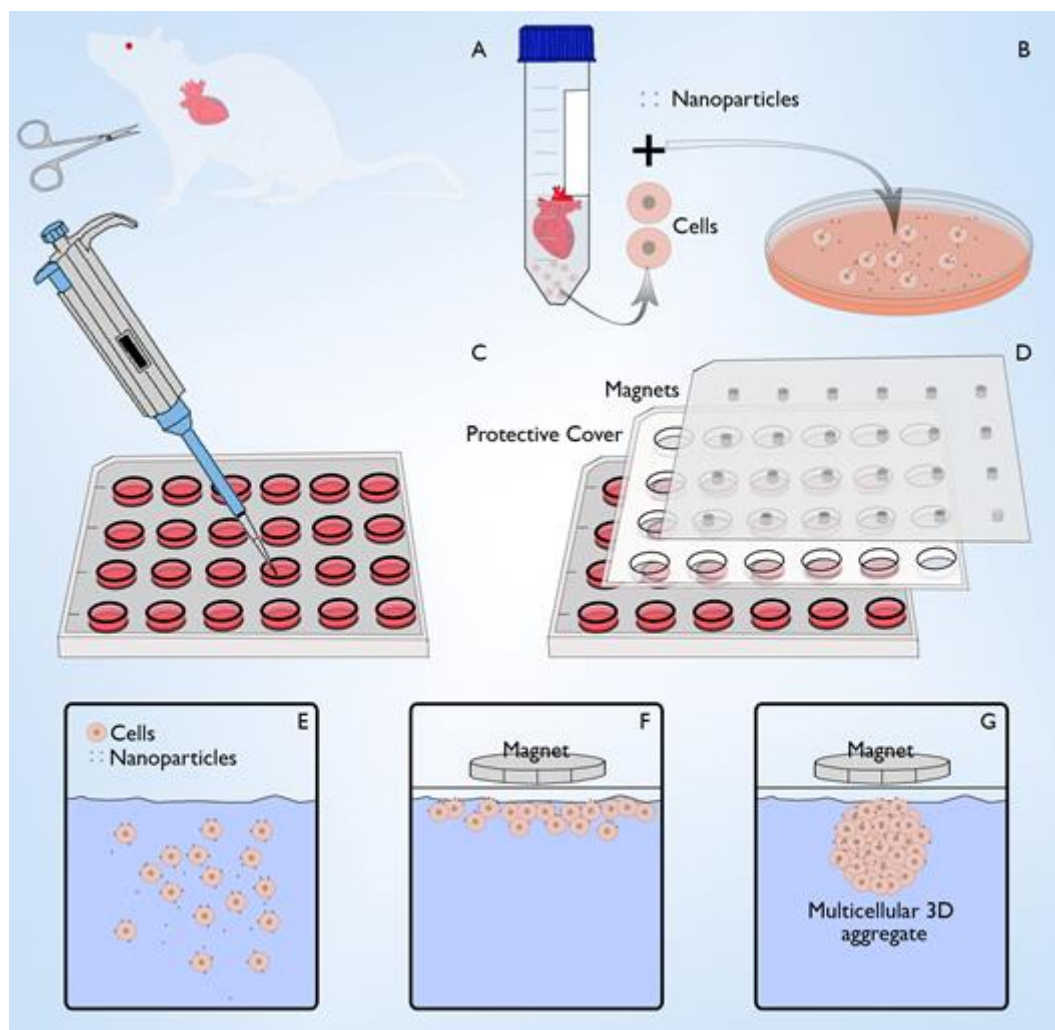 A
B
Nanoparticles
+
Cells
C
D
Magnets
Protective Cover
E
Cells
Nanoparticles
F
Magnet
G
Magnet
Multicellular 3D
aggregate